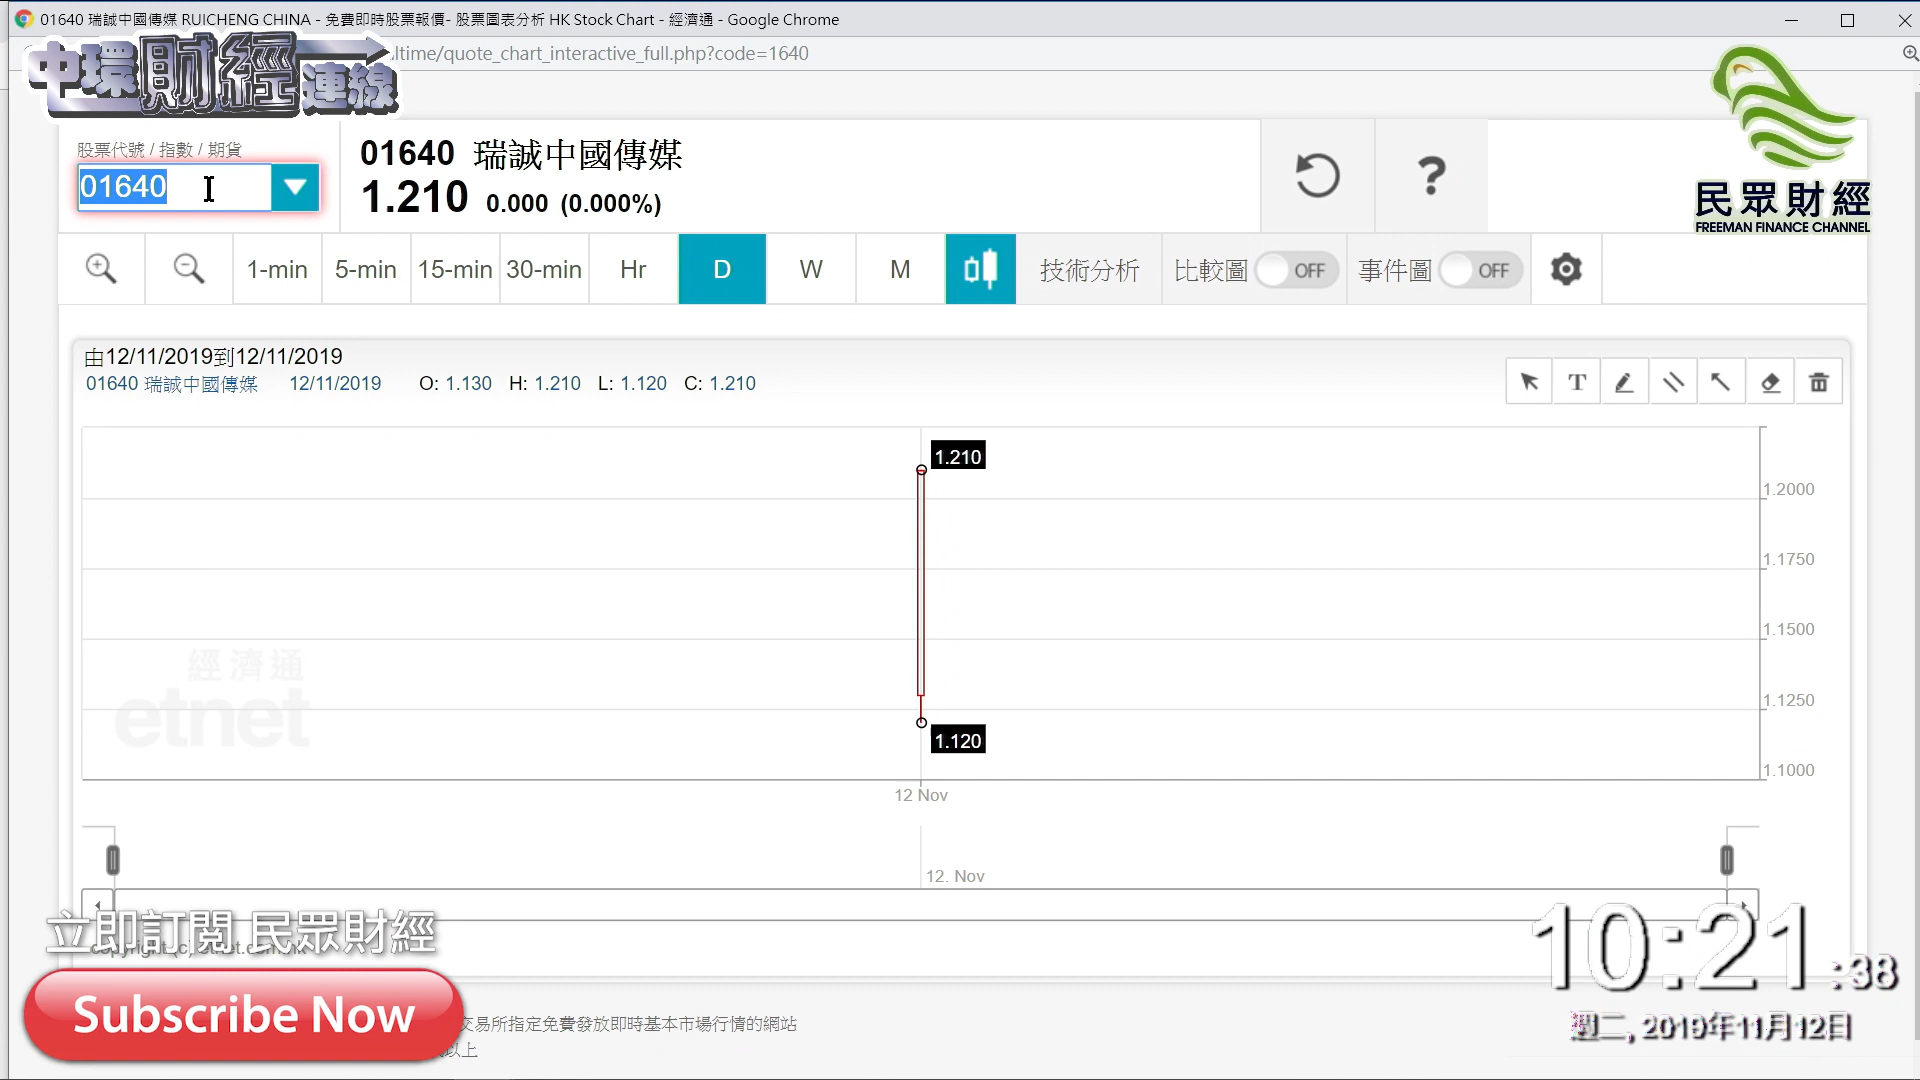 01640 瑞誠中國傳媒 RUICHENG CHINA - 免費即時股票報價- 股票圖表分析 HK Stock Chart - 經濟通 - Google Chrome
ltime/quote_chart_interactive_full.php?code=1640
中環財經連線
民眾財經
FREEMAN FINANCE CHANNEL
股票代號 / 指數 / 期貨
01640
01640 瑞誠中國傳媒
1.210 0.000 (0.000%)
?
1-min 5-min 15-min 30-min Hr D W M 技術分析 比較圖 OFF 事件圖 OFF
由12/11/2019到12/11/2019
01640 瑞誠中國傳媒 12/11/2019 O: 1.130 H: 1.210 L: 1.120 C: 1.210
T
1.210
1.2000
1.1750
1.1500
1.1250
1.1000
1.120
經濟通
etnet
12 Nov
12. Nov
立即訂閱 民眾財經
copyright (c) etnet.com.hk
Subscribe Now
10:21:38
週二, 2019年11月12日
交易所指定免費發放即時基本市場行情的網站
以上